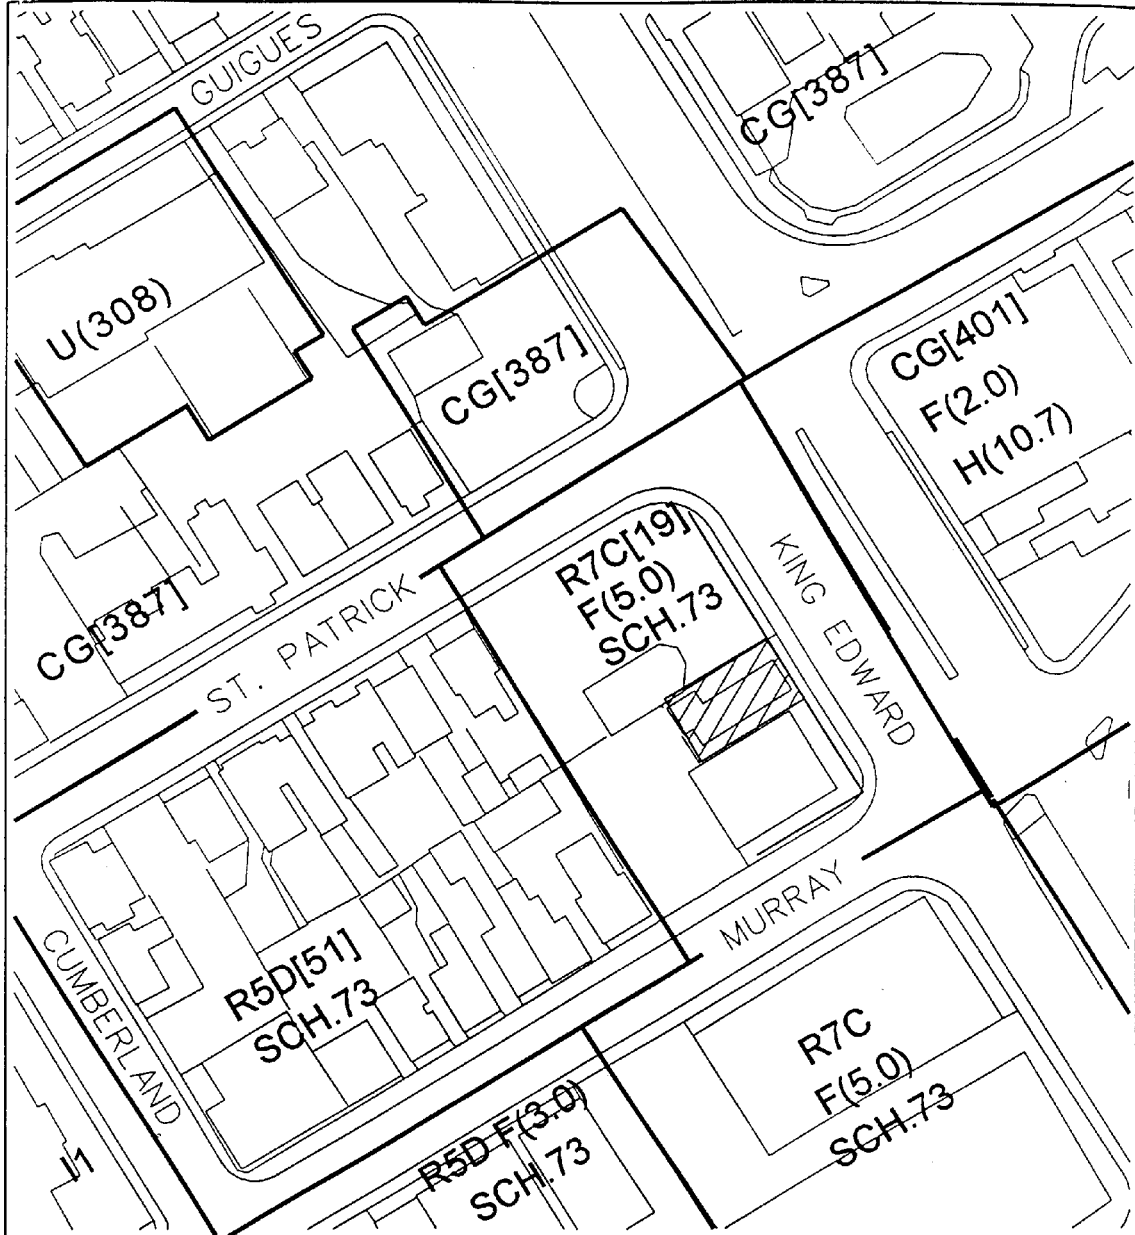 GUIGUES
CG[387]
U(308)
CG[387]
CG[401]
F(2.0)
H(10.7)
R7C[19]
F(5.0)
SCH.73
KING EDWARD
CG[387]
ST. PATRICK
MURRAY
CUMBERLAND
R5D[51]
SCH.73
R7C
F(5.0)
SCH.73
R5D F(3.0)
SCH.73
I1